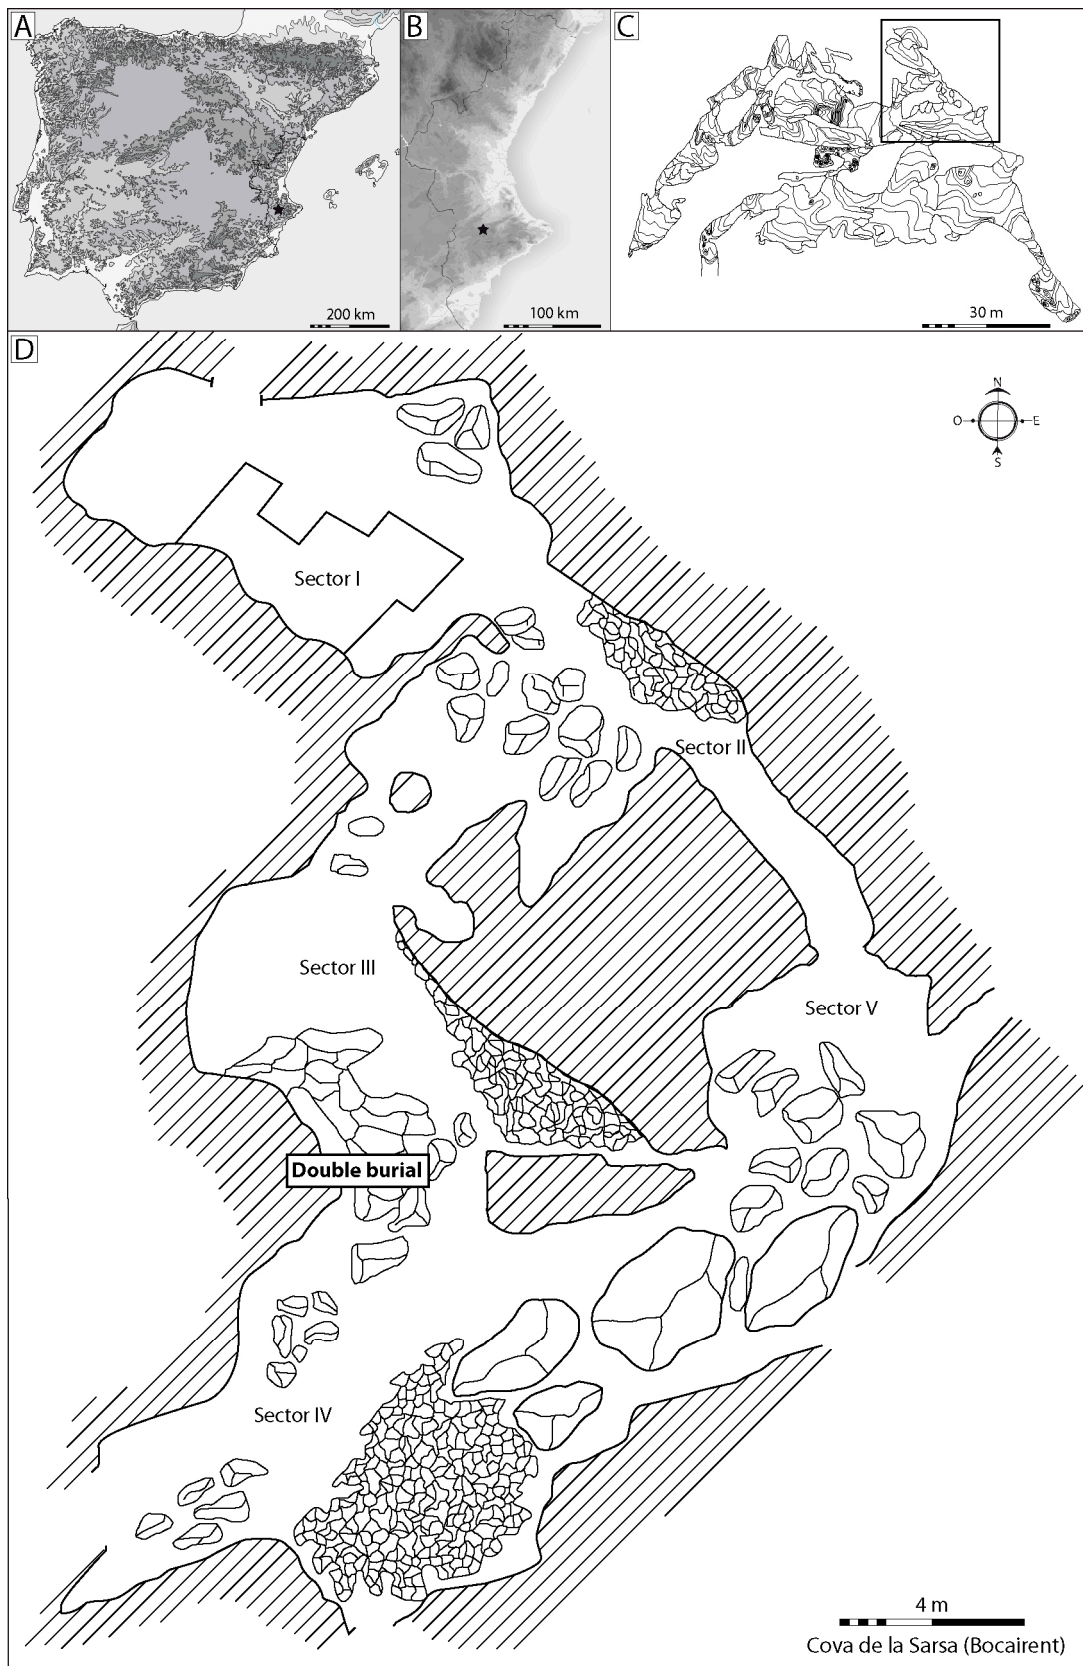 A
200 km
B
100 km
C
30 m
D
N
O
E
S
Sector I
Sector II
Sector III
Sector V
Double burial
Sector IV
4 m
Cova de la Sarsa (Bocairent)